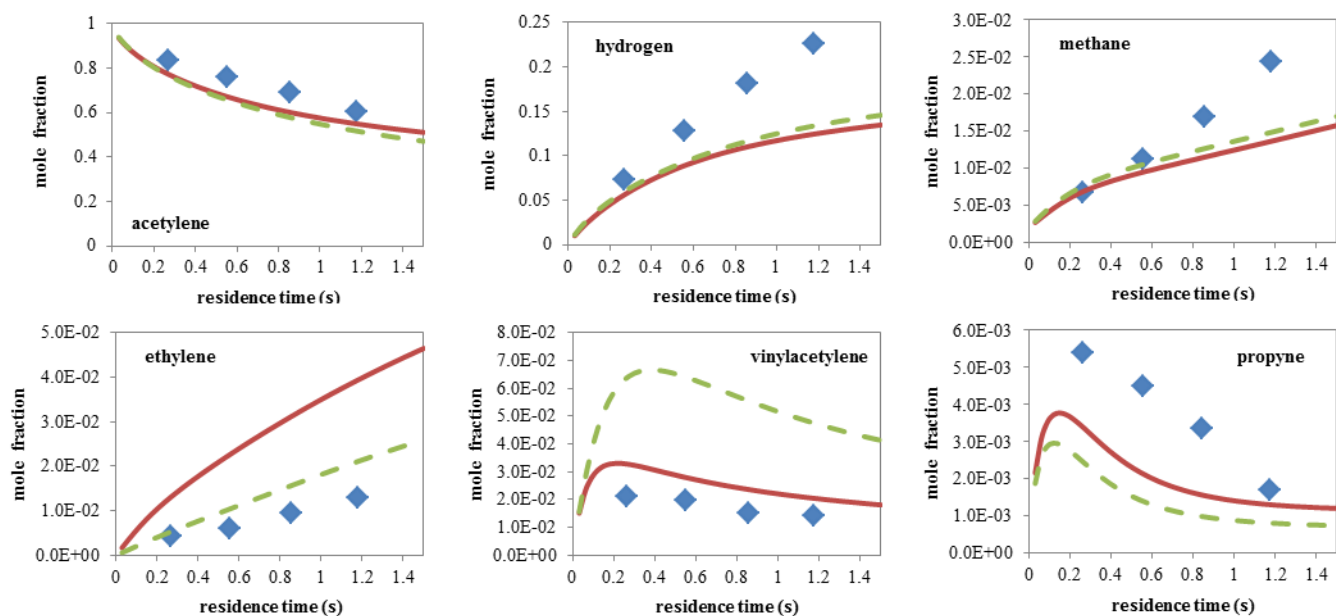 1
0.8
0.6
0.4
0.2
0
mole fraction
acetylene
0 0.2 0.4 0.6 0.8 1 1.2 1.4
residence time (s)
0.25
0.2
0.15
0.1
0.05
0
mole fraction
hydrogen
0 0.2 0.4 0.6 0.8 1 1.2 1.4
residence time (s)
3.0E-02
2.5E-02
2.0E-02
1.5E-02
1.0E-02
5.0E-03
0.0E+00
mole fraction
methane
0 0.2 0.4 0.6 0.8 1 1.2 1.4
residence time (s)
5.0E-02
4.0E-02
3.0E-02
2.0E-02
1.0E-02
0.0E+00
mole fraction
ethylene
0 0.2 0.4 0.6 0.8 1 1.2 1.4
residence time (s)
8.0E-02
7.0E-02
6.0E-02
5.0E-02
4.0E-02
3.0E-02
2.0E-02
1.0E-02
0.0E+00
mole fraction
vinylacetylene
0 0.2 0.4 0.6 0.8 1 1.2 1.4
residence time (s)
6.0E-03
5.0E-03
4.0E-03
3.0E-03
2.0E-03
1.0E-03
0.0E+00
mole fraction
propyne
0 0.2 0.4 0.6 0.8 1 1.2 1.4
residence time (s)